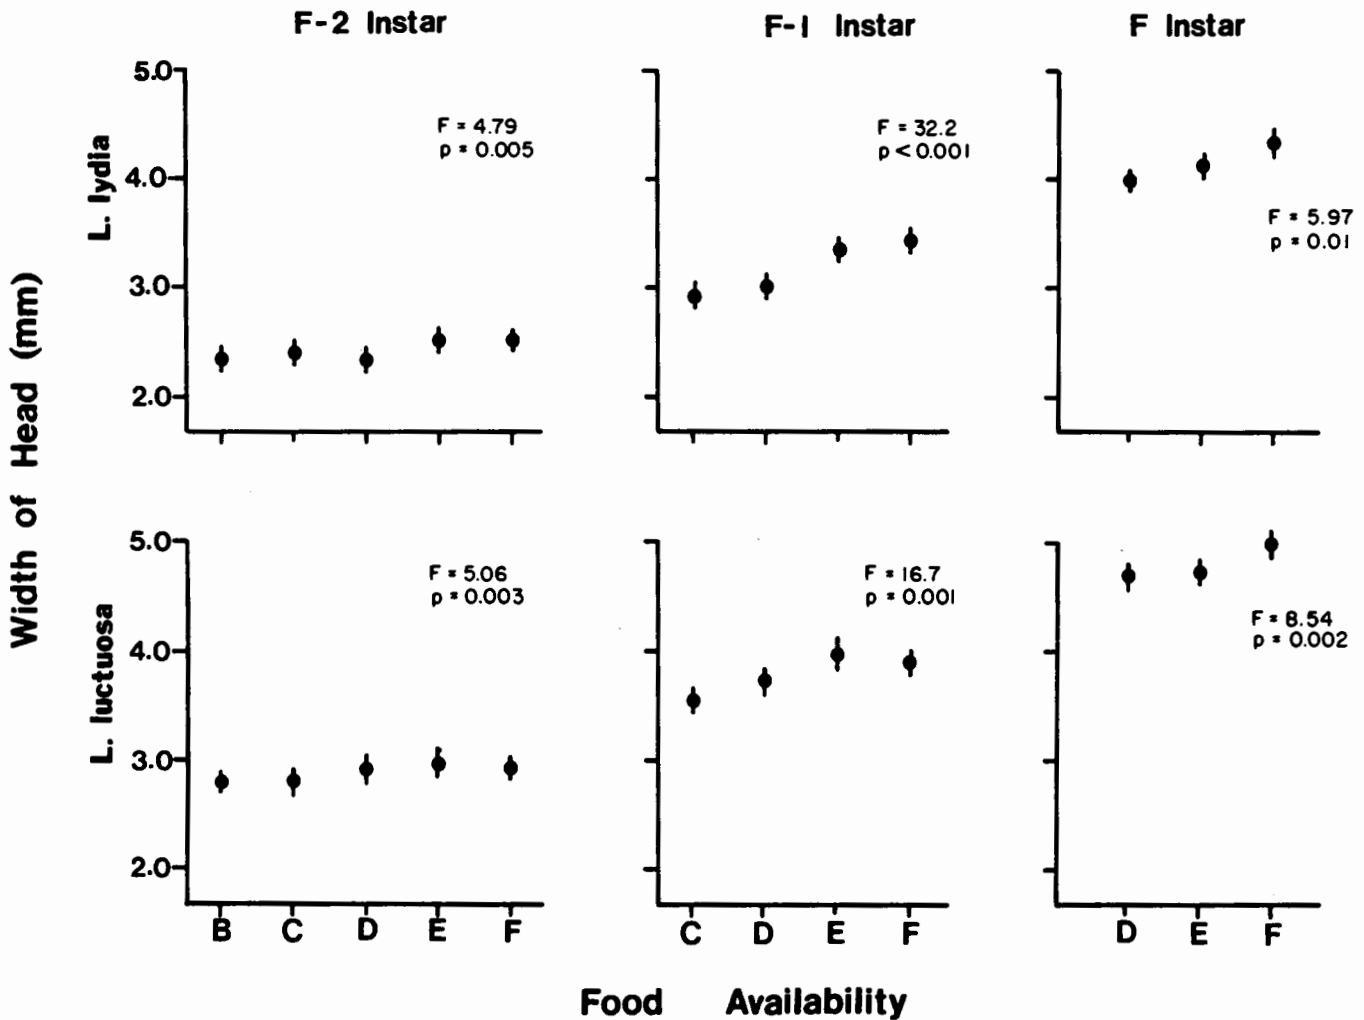 F-2 Instar
F-1 Instar
F Instar
Width of Head (mm)
L. lydia
5.0
4.0
3.0
2.0
F = 4.79
p = 0.005
F = 32.2
p < 0.001
F = 5.97
p = 0.01
L. luctuosa
5.0
4.0
3.0
2.0
F = 5.06
p = 0.003
F = 16.7
p = 0.001
F = 8.54
p = 0.002
B C D E F
C D E F
D E F
Food Availability